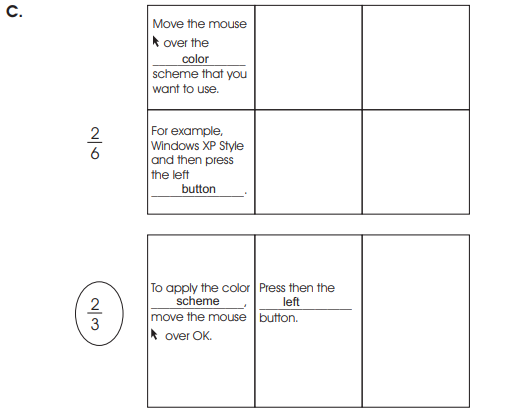 C.
Move the mouse
over the
color
scheme that you
want to use.
2
6
For example,
Windows XP Style
and then press
the left
button.
2
3
To apply the color
scheme,
move the mouse
over OK.
Press then the
left
button.